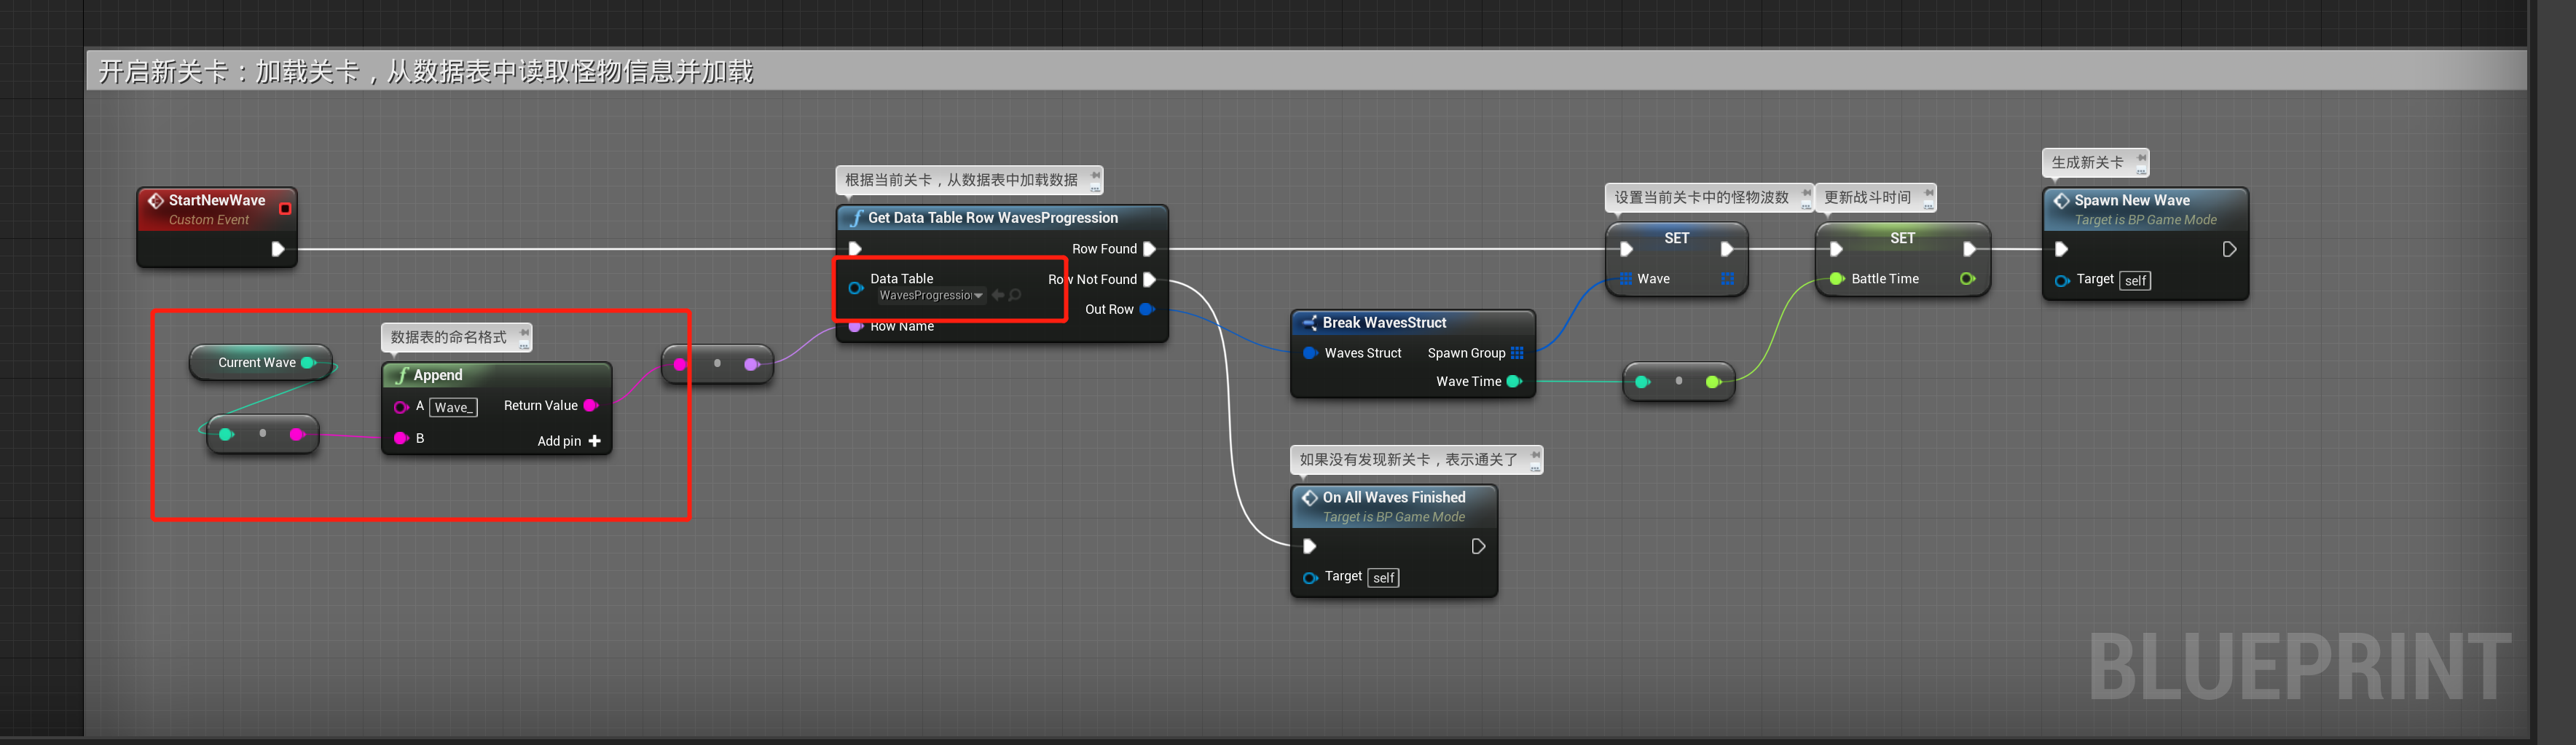 开启新关卡：加载关卡，从数据表中读取怪物信息并加载
StartNewWave
Custom Event
Current Wave
数据表的命名格式
Append
A Wave_
Return Value
B
Add pin
根据当前关卡，从数据表中加载数据
Get Data Table Row WavesProgression
Row Found
Data Table
Row Not Found
Out Row
Row Name
Break WavesStruct
Waves Struct
Spawn Group
Wave Time
如果没有发现新关卡，表示通关了
On All Waves Finished
Target is BP Game Mode
Target self
设置当前关卡中的怪物波数
SET
Wave
更新战斗时间
SET
Battle Time
生成新关卡
Spawn New Wave
Target is BP Game Mode
Target self
BLUEPRINT